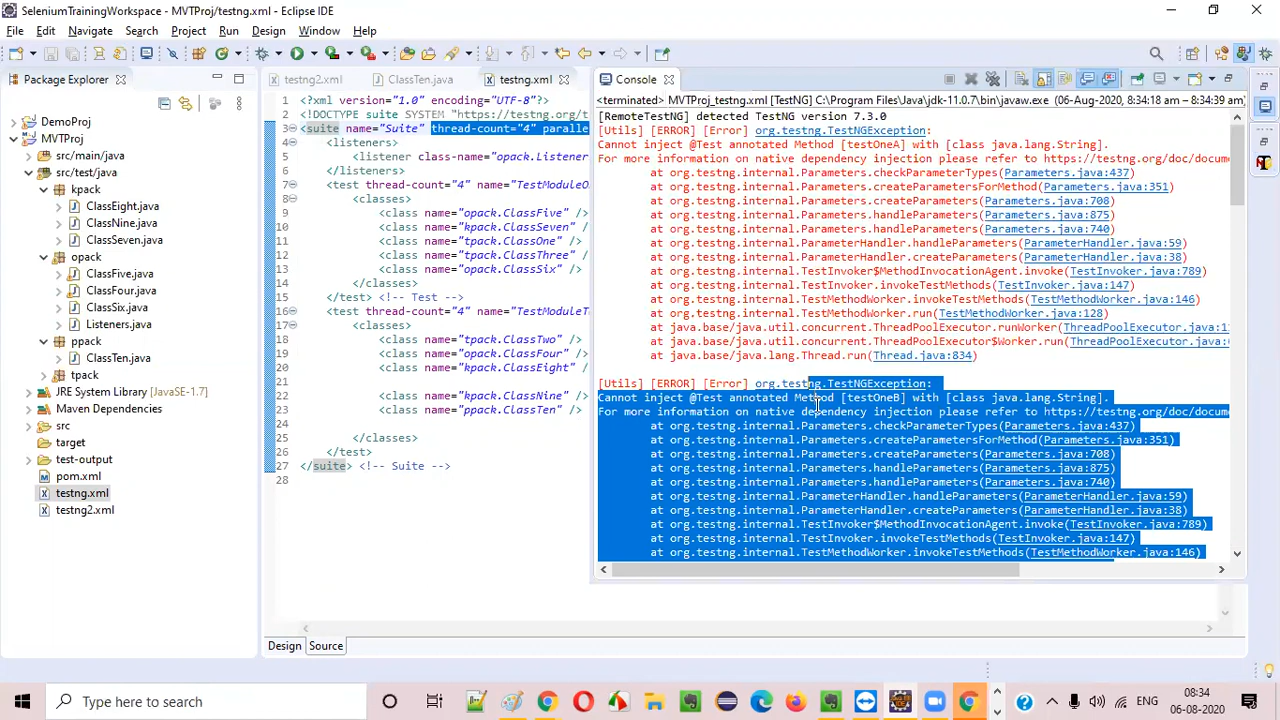 SeleniumTrainingWorkspace - MVTProj/testng.xml - Eclipse IDE
File Edit Navigate Search Project Run Design Window Help
Package Explorer
DemoProj
MVTProj
src/main/java
src/test/java
kpack
ClassEight.java
ClassNine.java
ClassSeven.java
opack
ClassFive.java
ClassFour.java
ClassSix.java
Listeners.java
ppack
ClassTen.java
tpack
JRE System Library [JavaSE-1.7]
Maven Dependencies
src
target
test-output
pom.xml
testng.xml
testng2.xml
testng2.xml ClassTen.java testng.xml
1 <?xml version="1.0" encoding="UTF-8"?>
2 <!DOCTYPE suite SYSTEM "https://testng.org/t
3 <suite name="Suite" thread-count="4" paralle
4 <listeners>
5 <listener class-name="opack.Listener
6 </listeners>
7 <test thread-count="4" name="TestModuleO
8 <classes>
9 <class name="opack.ClassFive" />
10 <class name="kpack.ClassSeven" />
11 <class name="tpack.ClassOne" />
12 <class name="tpack.ClassThree" />
13 <class name="opack.ClassSix" />
14 </classes>
15 </test> <!-- Test -->
16 <test thread-count="4" name="TestModuleT
17 <classes>
18 <class name="tpack.ClassTwo" />
19 <class name="opack.ClassFour" />
20 <class name="kpack.ClassEight" />
21
22 <class name="kpack.ClassNine" />
23 <class name="ppack.ClassTen" />
24
25 </classes>
26 </test>
27 </suite> <!-- Suite -->
28
Design Source
Console
<terminated> MVTProj_testng.xml [TestNG] C:\Program Files\Java\jdk-11.0.7\bin\javaw.exe (06-Aug-2020, 8:34:18 am – 8:34:39 am)
[RemoteTestNG] detected TestNG version 7.3.0
[Utils] [ERROR] [Error] org.testng.TestNGException:
Cannot inject @Test annotated Method [testOneA] with [class java.lang.String].
For more information on native dependency injection please refer to https://testng.org/doc/docume
at org.testng.internal.Parameters.checkParameterTypes(Parameters.java:437)
at org.testng.internal.Parameters.createParametersForMethod(Parameters.java:351)
at org.testng.internal.Parameters.createParameters(Parameters.java:708)
at org.testng.internal.Parameters.handleParameters(Parameters.java:875)
at org.testng.internal.Parameters.handleParameters(Parameters.java:740)
at org.testng.internal.ParameterHandler.handleParameters(ParameterHandler.java:59)
at org.testng.internal.ParameterHandler.createParameters(ParameterHandler.java:38)
at org.testng.internal.TestInvoker$MethodInvocationAgent.invoke(TestInvoker.java:789)
at org.testng.internal.TestInvoker.invokeTestMethods(TestInvoker.java:147)
at org.testng.internal.TestMethodWorker.invokeTestMethods(TestMethodWorker.java:146)
at org.testng.internal.TestMethodWorker.run(TestMethodWorker.java:128)
at java.base/java.util.concurrent.ThreadPoolExecutor.runWorker(ThreadPoolExecutor.java:1
at java.base/java.util.concurrent.ThreadPoolExecutor$Worker.run(ThreadPoolExecutor.java:6
at java.base/java.lang.Thread.run(Thread.java:834)
[Utils] [ERROR] [Error] org.testng.TestNGException:
Cannot inject @Test annotated Method [testOneB] with [class java.lang.String].
For more information on native dependency injection please refer to https://testng.org/doc/docume
at org.testng.internal.Parameters.checkParameterTypes(Parameters.java:437)
at org.testng.internal.Parameters.createParametersForMethod(Parameters.java:351)
at org.testng.internal.Parameters.createParameters(Parameters.java:708)
at org.testng.internal.Parameters.handleParameters(Parameters.java:875)
at org.testng.internal.Parameters.handleParameters(Parameters.java:740)
at org.testng.internal.ParameterHandler.handleParameters(ParameterHandler.java:59)
at org.testng.internal.ParameterHandler.createParameters(ParameterHandler.java:38)
at org.testng.internal.TestInvoker$MethodInvocationAgent.invoke(TestInvoker.java:789)
at org.testng.internal.TestInvoker.invokeTestMethods(TestInvoker.java:147)
at org.testng.internal.TestMethodWorker.invokeTestMethods(TestMethodWorker.java:146)
Type here to search
ENG
08:34
06-08-2020